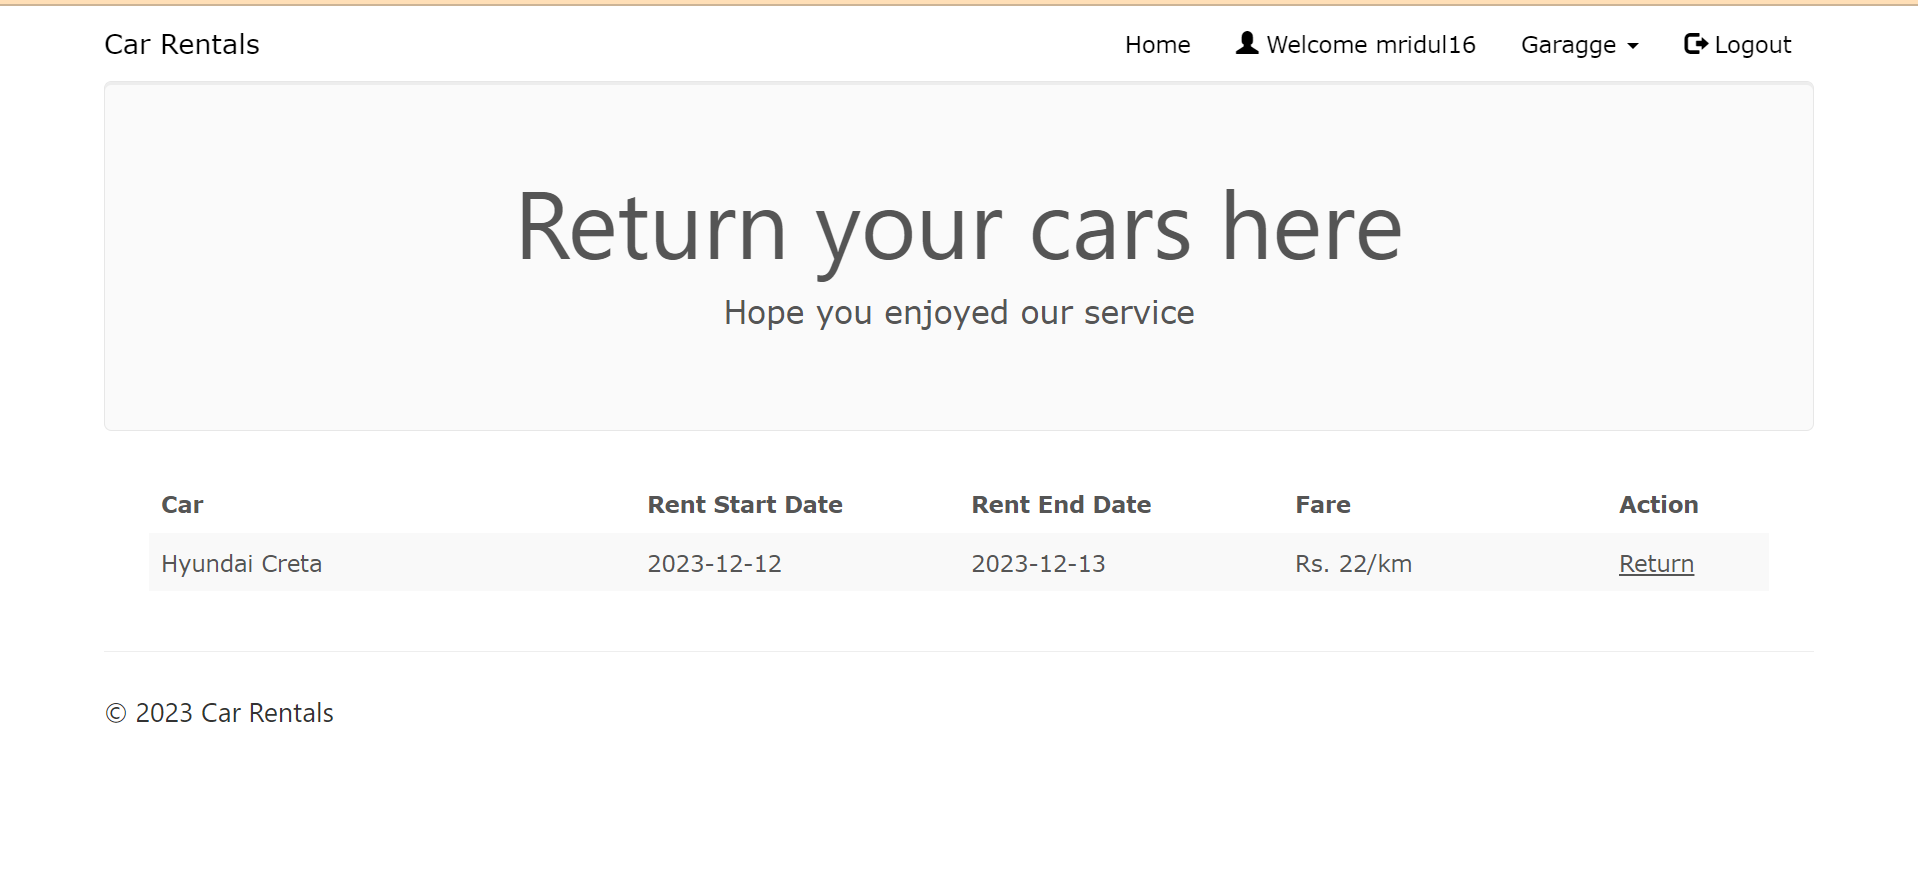 Car Rentals Home Welcome mridul16 Garagge Logout
Return your cars here
Hope you enjoyed our service
Car Rent Start Date Rent End Date Fare Action
Hyundai Creta 2023-12-12 2023-12-13 Rs. 22/km Return
© 2023 Car Rentals